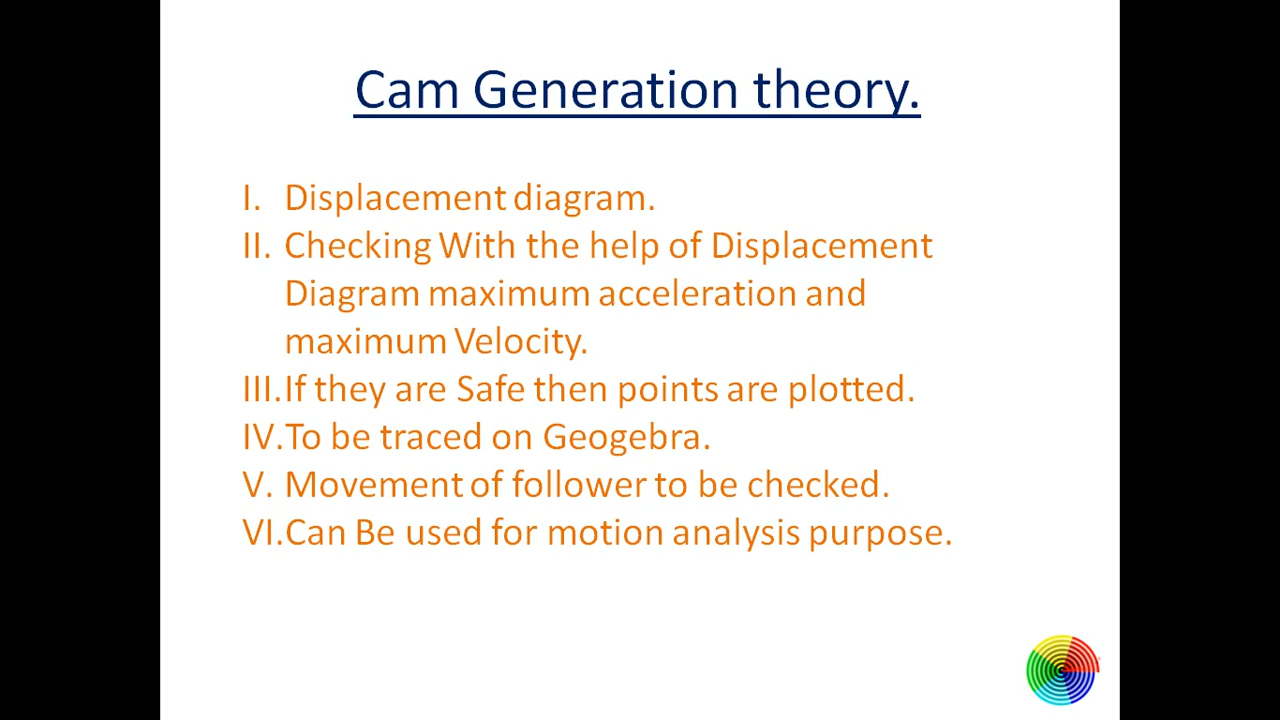 Cam Generation theory.
I. Displacement diagram.
II. Checking With the help of Displacement
Diagram maximum acceleration and
maximum Velocity.
III.If they are Safe then points are plotted.
IV.To be traced on Geogebra.
V. Movement of follower to be checked.
VI.Can Be used for motion analysis purpose.